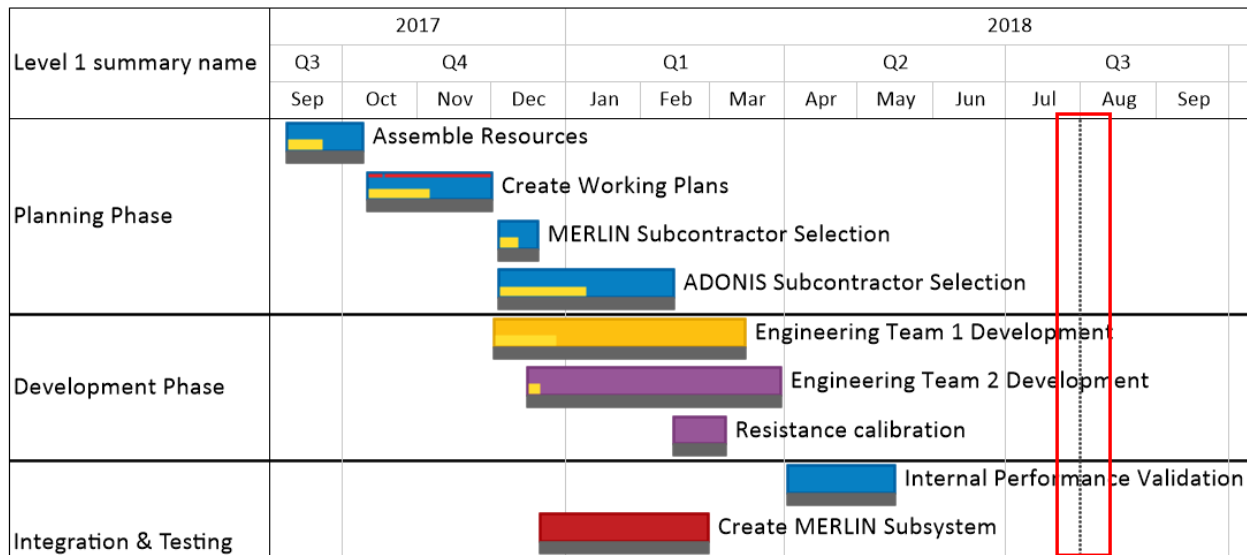 2017 2018
Level 1 summary name
Q3 Q4 Q1 Q2 Q3
Sep Oct Nov Dec Jan Feb Mar Apr May Jun Jul Aug Sep
Assemble Resources
Create Working Plans
Planning Phase
MERLIN Subcontractor Selection
ADONIS Subcontractor Selection
Engineering Team 1 Development
Development Phase
Engineering Team 2 Development
Resistance calibration
Internal Performance Validation
Create MERLIN Subsystem
Integration & Testing